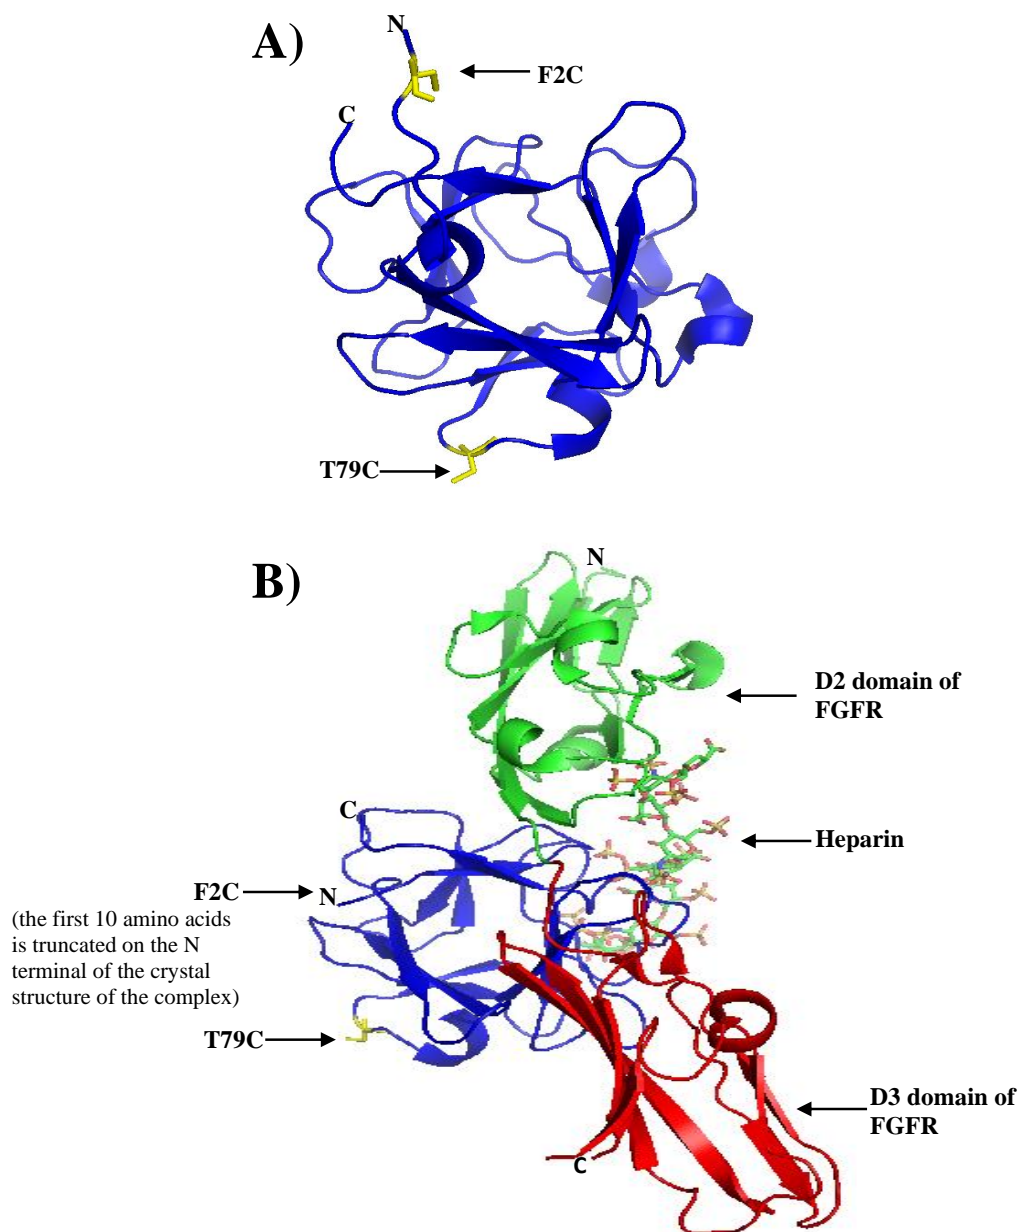 A)
N
F2C
C
T79C
B)
N
D2 domain of
FGFR
C
Heparin
F2C
N
(the first 10 amino acids
is truncated on the N
terminal of the crystal
structure of the complex)
T79C
D3 domain of
FGFR
C